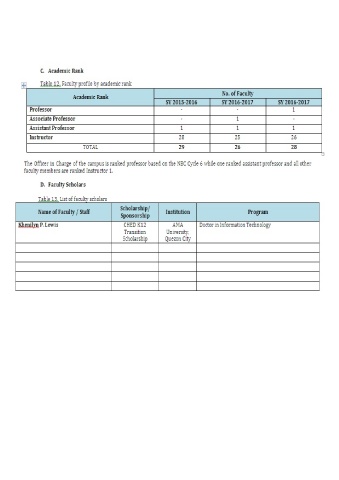 C. Academic Rank
Table 12. Faculty profile by academic rank
Academic Rank No. of Faculty
SY 2015-2016 SY 2016-2017 SY 2016-2017
Professor - - 1
Associate Professor - 1 -
Assistant Professor 1 1 1
Instructor 28 25 26
TOTAL 29 26 28
The Officer in Charge of the campus is ranked professor based on the NBC Cycle 6 while one ranked assistant professor and all other
faculty members are ranked Instructor 1.
D. Faculty Scholars
Table 13. List of faculty scholars
Name of Faculty / Staff Scholarship/ Sponsorship Institution Program
P. Lewis CHED K12 AMA Doctor in Information Technology
Transition University,
Scholarship Quezon City